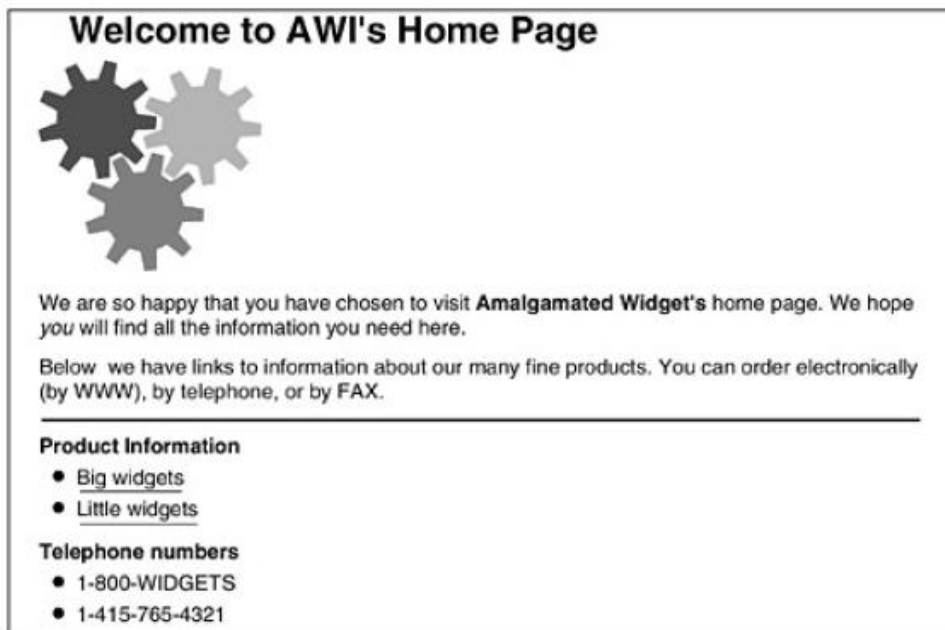 Welcome to AWI's Home Page
We are so happy that you have chosen to visit Amalgamated Widget's home page. We hope
you will find all the information you need here.
Below we have links to information about our many fine products. You can order electronically
(by WWW), by telephone, or by FAX.
Product Information
Big widgets
Little widgets
Telephone numbers
1-800-WIDGETS
1-415-765-4321